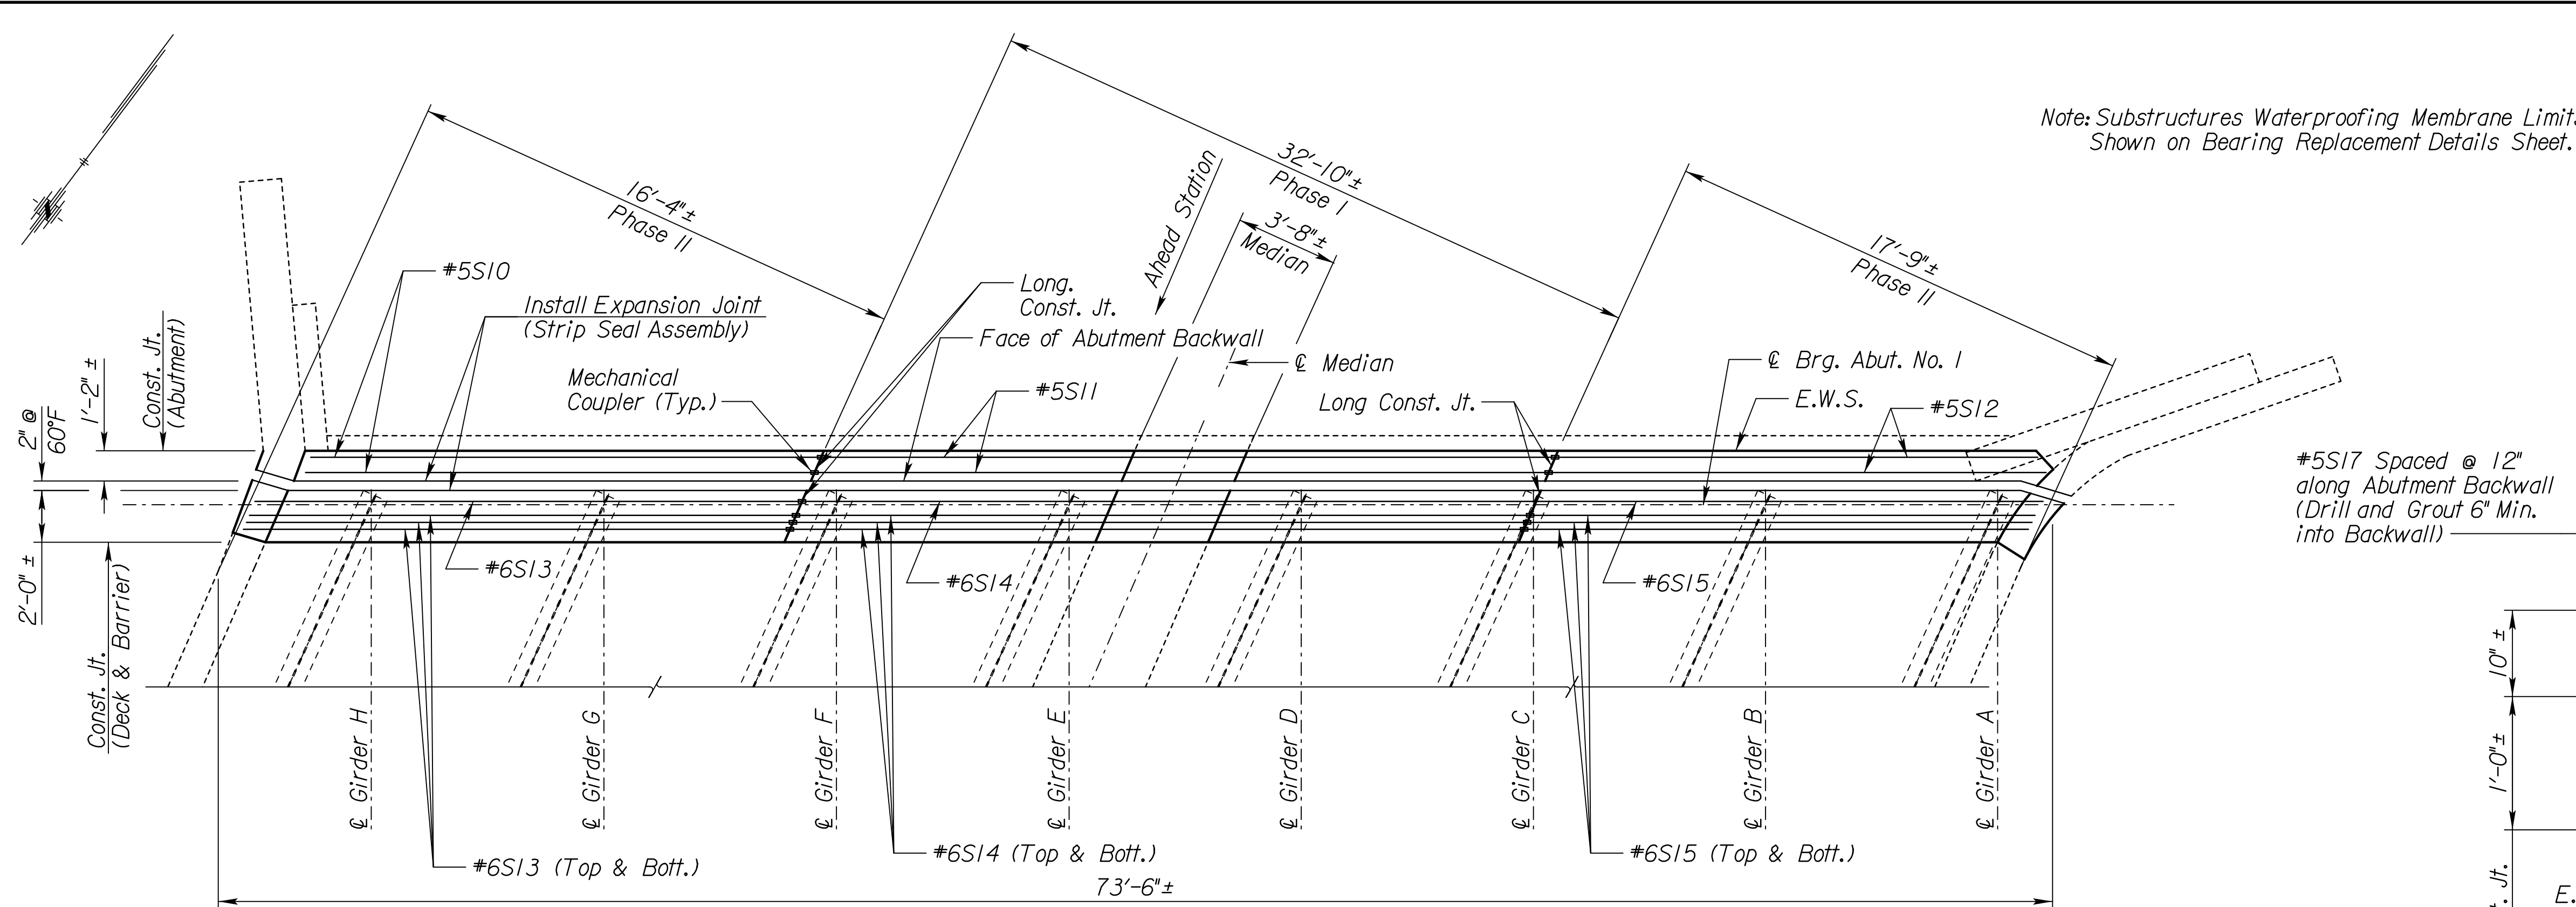 Note: Substructures Waterproofing Membrane Limits
Shown on Bearing Replacement Details Sheet.
16'-4"±
Phase II
32'-10"±
Phase I
Ahead Station
3'-8"±
Median
17'-9"±
Phase II
#5S10
Install Expansion Joint
(Strip Seal Assembly)
Long.
Const. Jt.
Face of Abutment Backwall
Mechanical
Coupler (Typ.)
#5S11
℄ Median
Long Const. Jt.
℄ Brg. Abut. No. 1
E.W.S.
#5S12
Const. Jt.
(Abutment)
1'-2" ±
2" @
60°F
2'-0" ±
Const. Jt.
(Deck & Barrier)
#5S17 Spaced @ 12"
along Abutment Backwall
(Drill and Grout 6" Min.
into Backwall)
#6S13
#6S14
#6S15
℄ Girder H
℄ Girder G
℄ Girder F
℄ Girder E
℄ Girder D
℄ Girder C
℄ Girder B
℄ Girder A
#6S13 (Top & Bott.)
#6S14 (Top & Bott.)
#6S15 (Top & Bott.)
73'-6"±
10" ±
1'-0"±
Jt.
E.